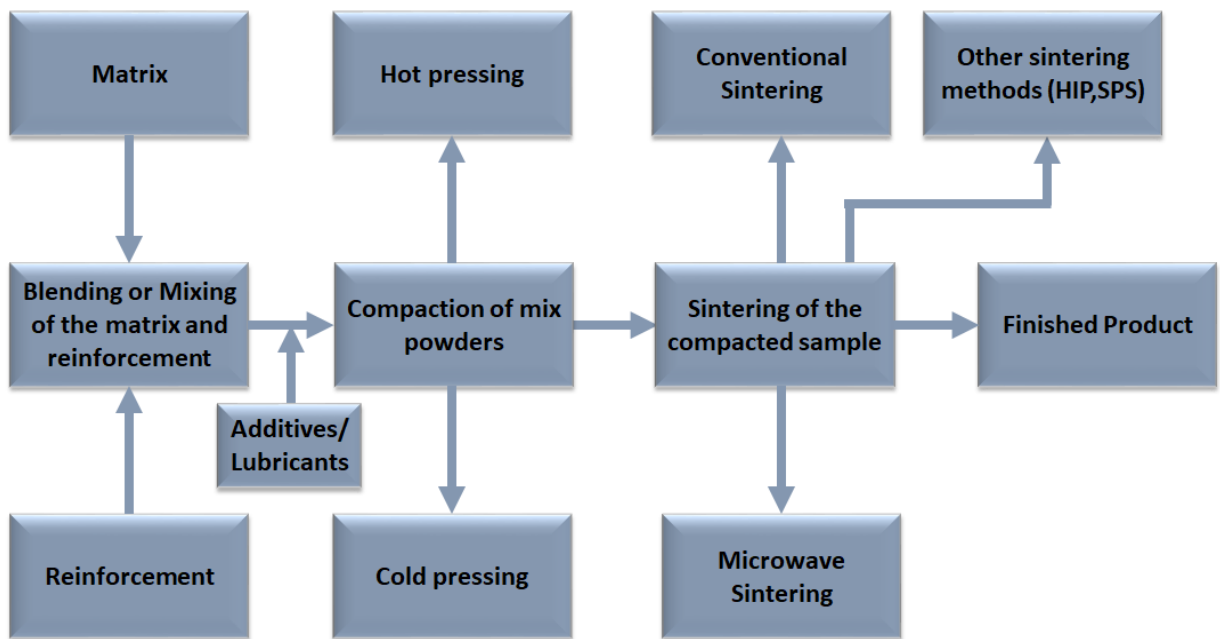 Matrix
Hot pressing
Conventional
Sintering
Other sintering
methods (HIP,SPS)
Blending or Mixing
of the matrix and
reinforcement
Compaction of mix
powders
Sintering of the
compacted sample
Finished Product
Additives/
Lubricants
Reinforcement
Cold pressing
Microwave
Sintering